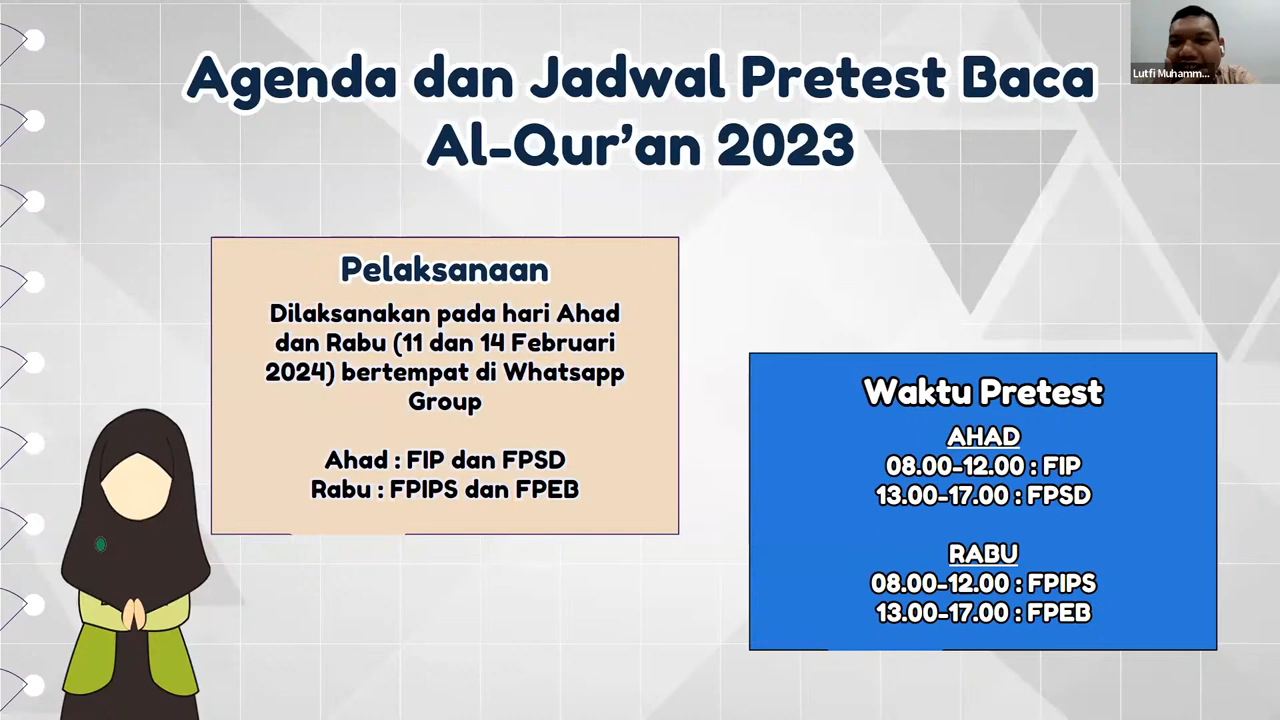 Agenda dan Jadwal Pretest Baca
Al-Qur’an 2023
Lutfi Muhamm...
Pelaksanaan
Dilaksanakan pada hari Ahad
dan Rabu (11 dan 14 Februari
2024) bertempat di Whatsapp
Group
Ahad : FIP dan FPSD
Rabu : FPIPS dan FPEB
Waktu Pretest
AHAD
08.00-12.00 : FIP
13.00-17.00 : FPSD
RABU
08.00-12.00 : FPIPS
13.00-17.00 : FPEB